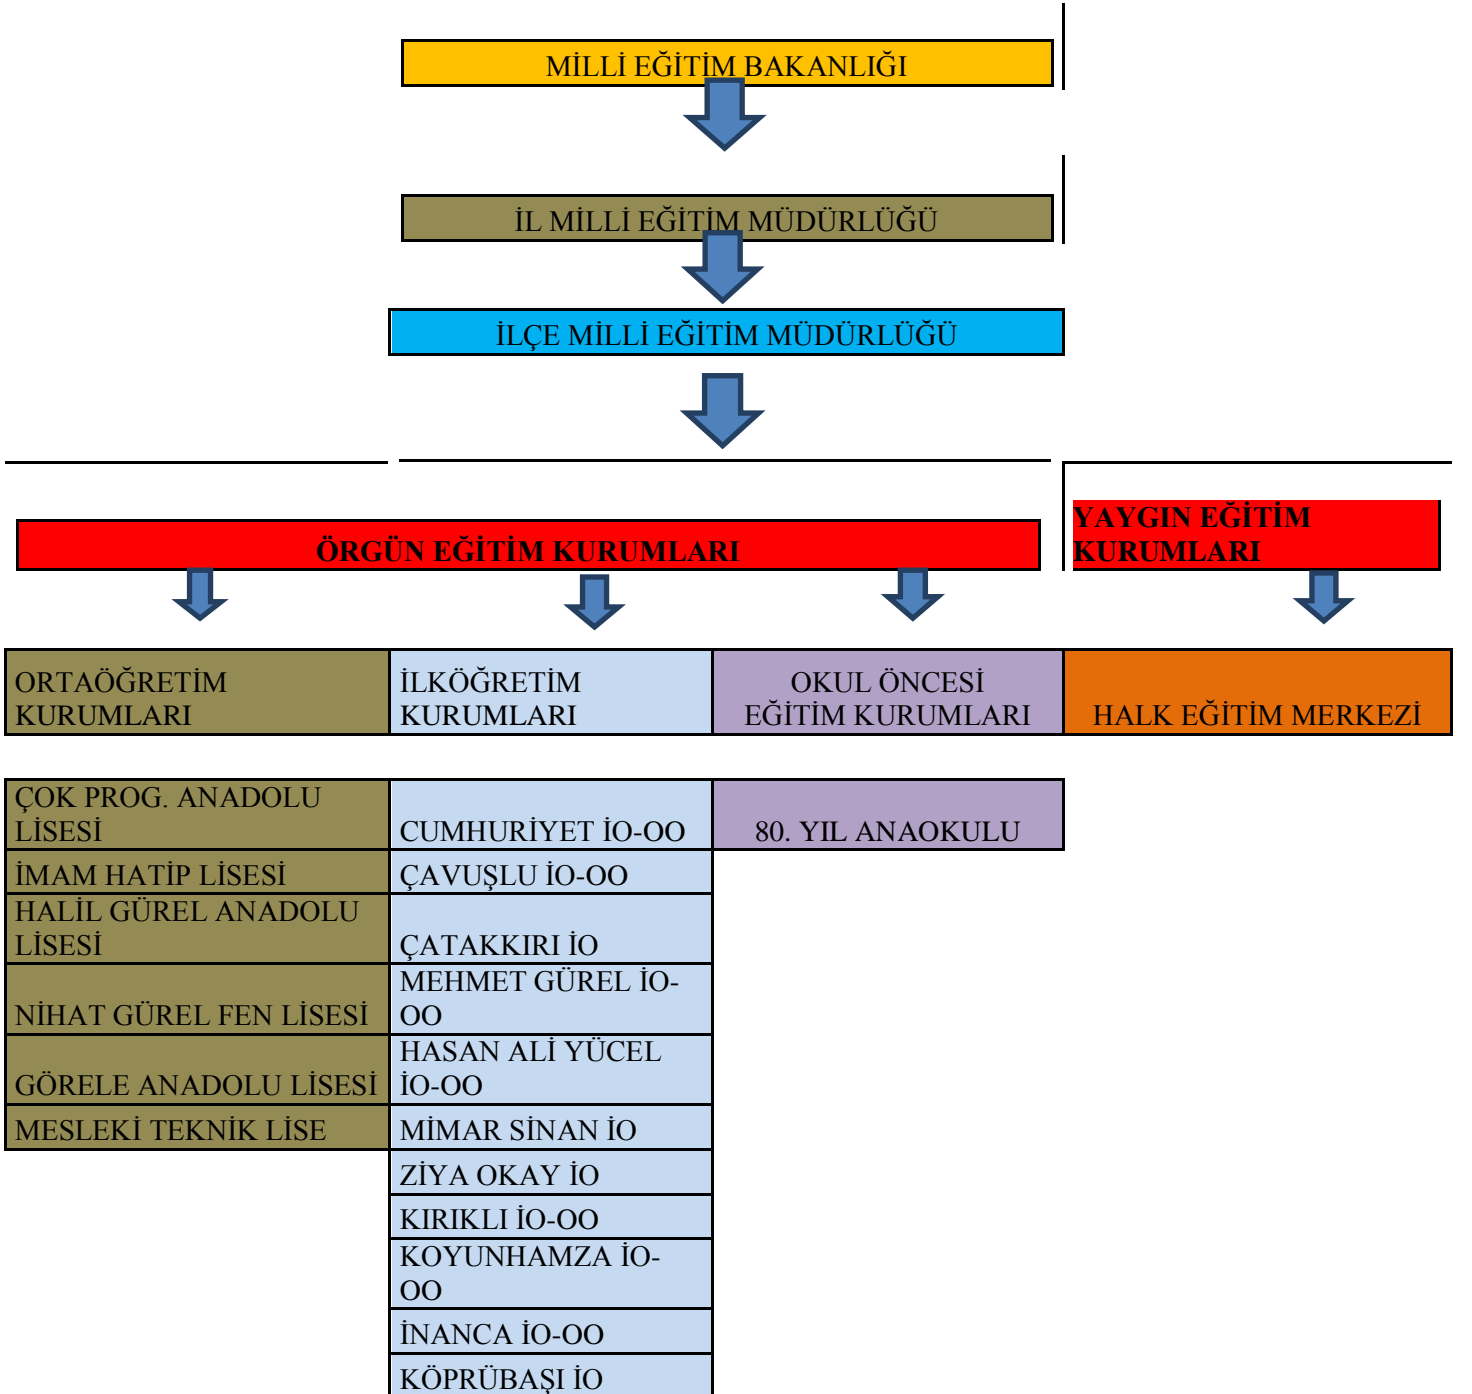 MİLLİ EĞİTİM BAKANLIĞI
İL MİLLİ EĞİTİM MÜDÜRLÜĞÜ
İLÇE MİLLİ EĞİTİM MÜDÜRLÜĞÜ
ÖRGÜN EĞİTİM KURUMLARI
YAYGIN EĞİTİM
KURUMLARI
ORTAÖĞRETİM
KURUMLARI
İLKÖĞRETİM
KURUMLARI
OKUL ÖNCESİ
EĞİTİM KURUMLARI
HALK EĞİTİM MERKEZİ
ÇOK PROG. ANADOLU
LİSESİ
CUMHURİYET İO-OO
80. YIL ANAOKULU
İMAM HATİP LİSESİ
ÇAVUŞLU İO-OO
HALİL GÜREL ANADOLU
LİSESİ
ÇATAKKIRI İO
NİHAT GÜREL FEN LİSESİ
MEHMET GÜREL İO-
OO
GÖRELE ANADOLU LİSESİ
HASAN ALİ YÜCEL
İO-OO
MESLEKİ TEKNİK LİSE
MİMAR SİNAN İO
ZİYA OKAY İO
KIRIKLI İO-OO
KOYUNHAMZA İO-
OO
İNANCA İO-OO
KÖPRÜBAŞI İO